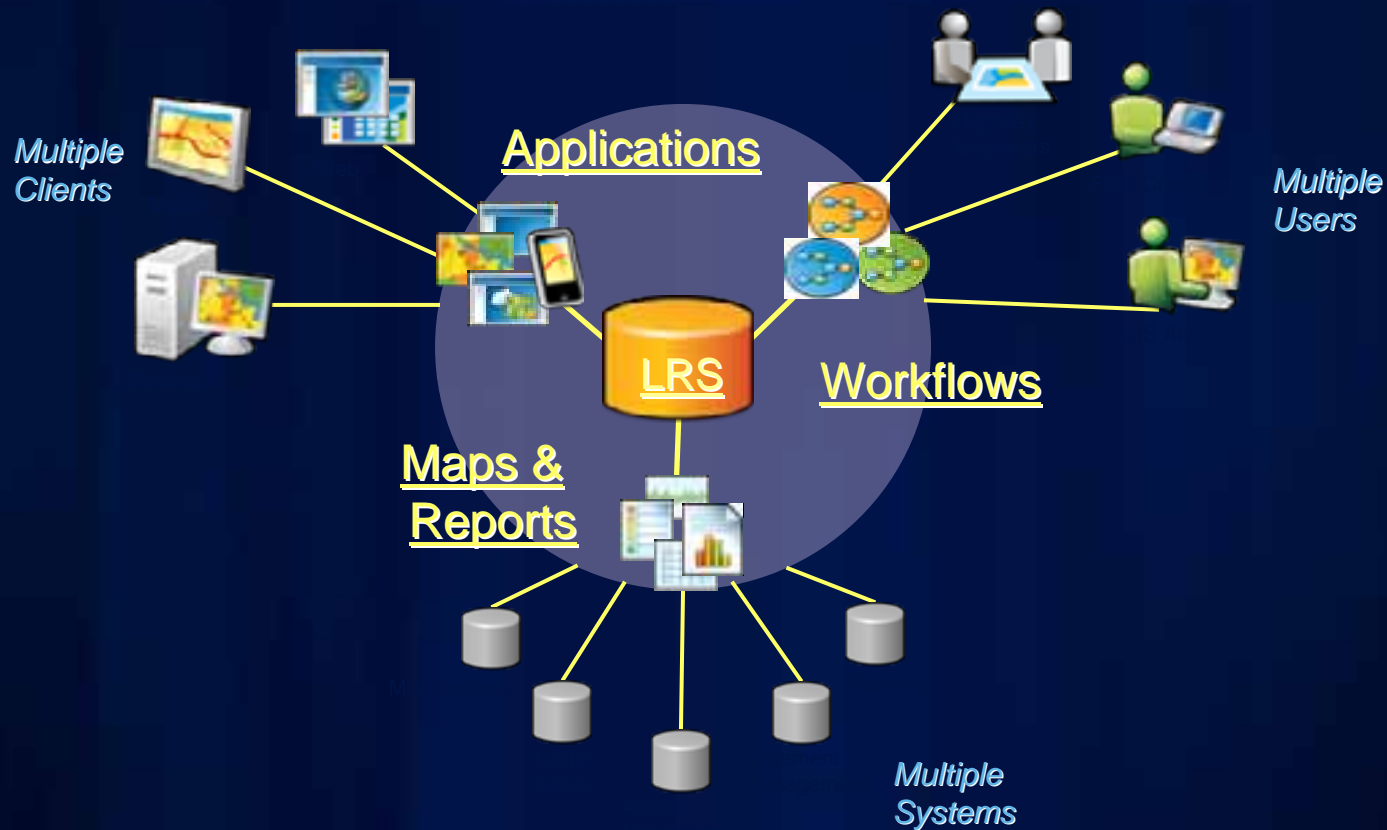 Applications
Multiple
Clients
Multiple
Users
LRS
Workflows
Maps &
Reports
Multiple
Systems